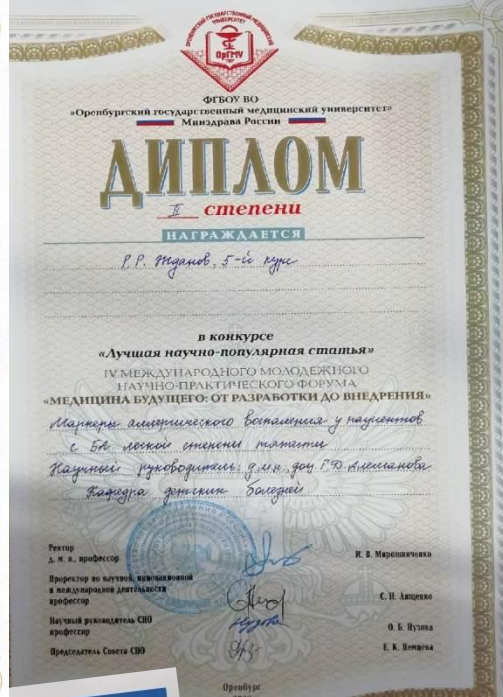 ОРЕНБУРГСКИЙ ГОСУДАРСТВЕННЫЙ МЕДИЦИНСКИЙ УНИВЕРСИТЕТ
ОрГМУ
ФГБОУ ВО
«Оренбургский государственный медицинский университет»
Минздрава России
ДИПЛОМ
II степени
НАГРАЖДАЕТСЯ
Р.Р. Жданов, 5-й курс
в конкурсе
«Лучшая научно-популярная статья»
IV МЕЖДУНАРОДНОГО МОЛОДЕЖНОГО
НАУЧНО-ПРАКТИЧЕСКОГО ФОРУМА
«МЕДИЦИНА БУДУЩЕГО: ОТ РАЗРАБОТКИ ДО ВНЕДРЕНИЯ»
Маркеры аллергического воспаления у пациентов
с БА легкой степени тяжести
Научный руководитель: д.м.н., доц. Г.Д. Алеманова
Кафедра детских болезней
Ректор
д. м. н., профессор
И. В. Мирошниченко
Проректор по научной, инновационной
и международной деятельности
профессор
С. Н. Лященко
Научный руководитель СНО
профессор
О. Б. Нузова
Председатель Совета СНО
Е. К. Немцева
Оренбург